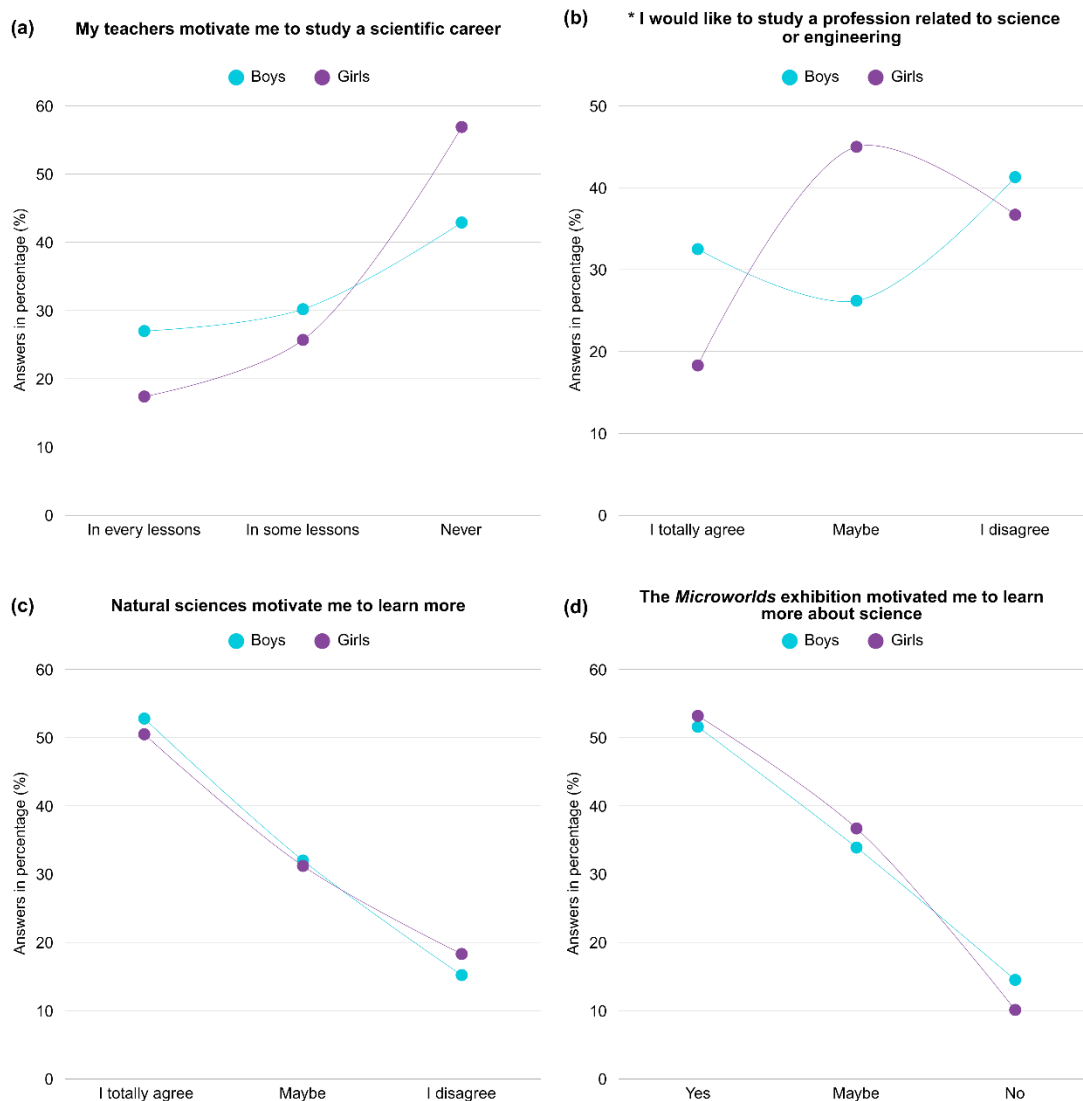 (a) My teachers motivate me to study a scientific career
Boys Girls
Answers in percentage (%)
60
50
40
30
20
10
0
In every lessons In some lessons Never
(b) * I would like to study a profession related to science
or engineering
Boys Girls
Answers in percentage (%)
50
40
30
20
10
0
I totally agree Maybe I disagree
(c) Natural sciences motivate me to learn more
Boys Girls
Answers in percentage (%)
60
50
40
30
20
10
0
I totally agree Maybe I disagree
(d) The Microworlds exhibition motivated me to learn
more about science
Boys Girls
Answers in percentage (%)
60
50
40
30
20
10
0
Yes Maybe No